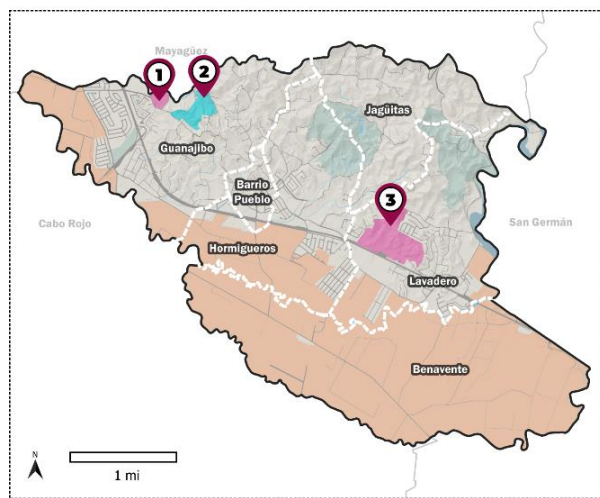 Mayagüez
1
2
Jagüitas
Guanajibo
Barrio
Pueblo
3
Cabo Rojo
San Germán
Hormigueros
Lavadero
Benavente
N
1 mi